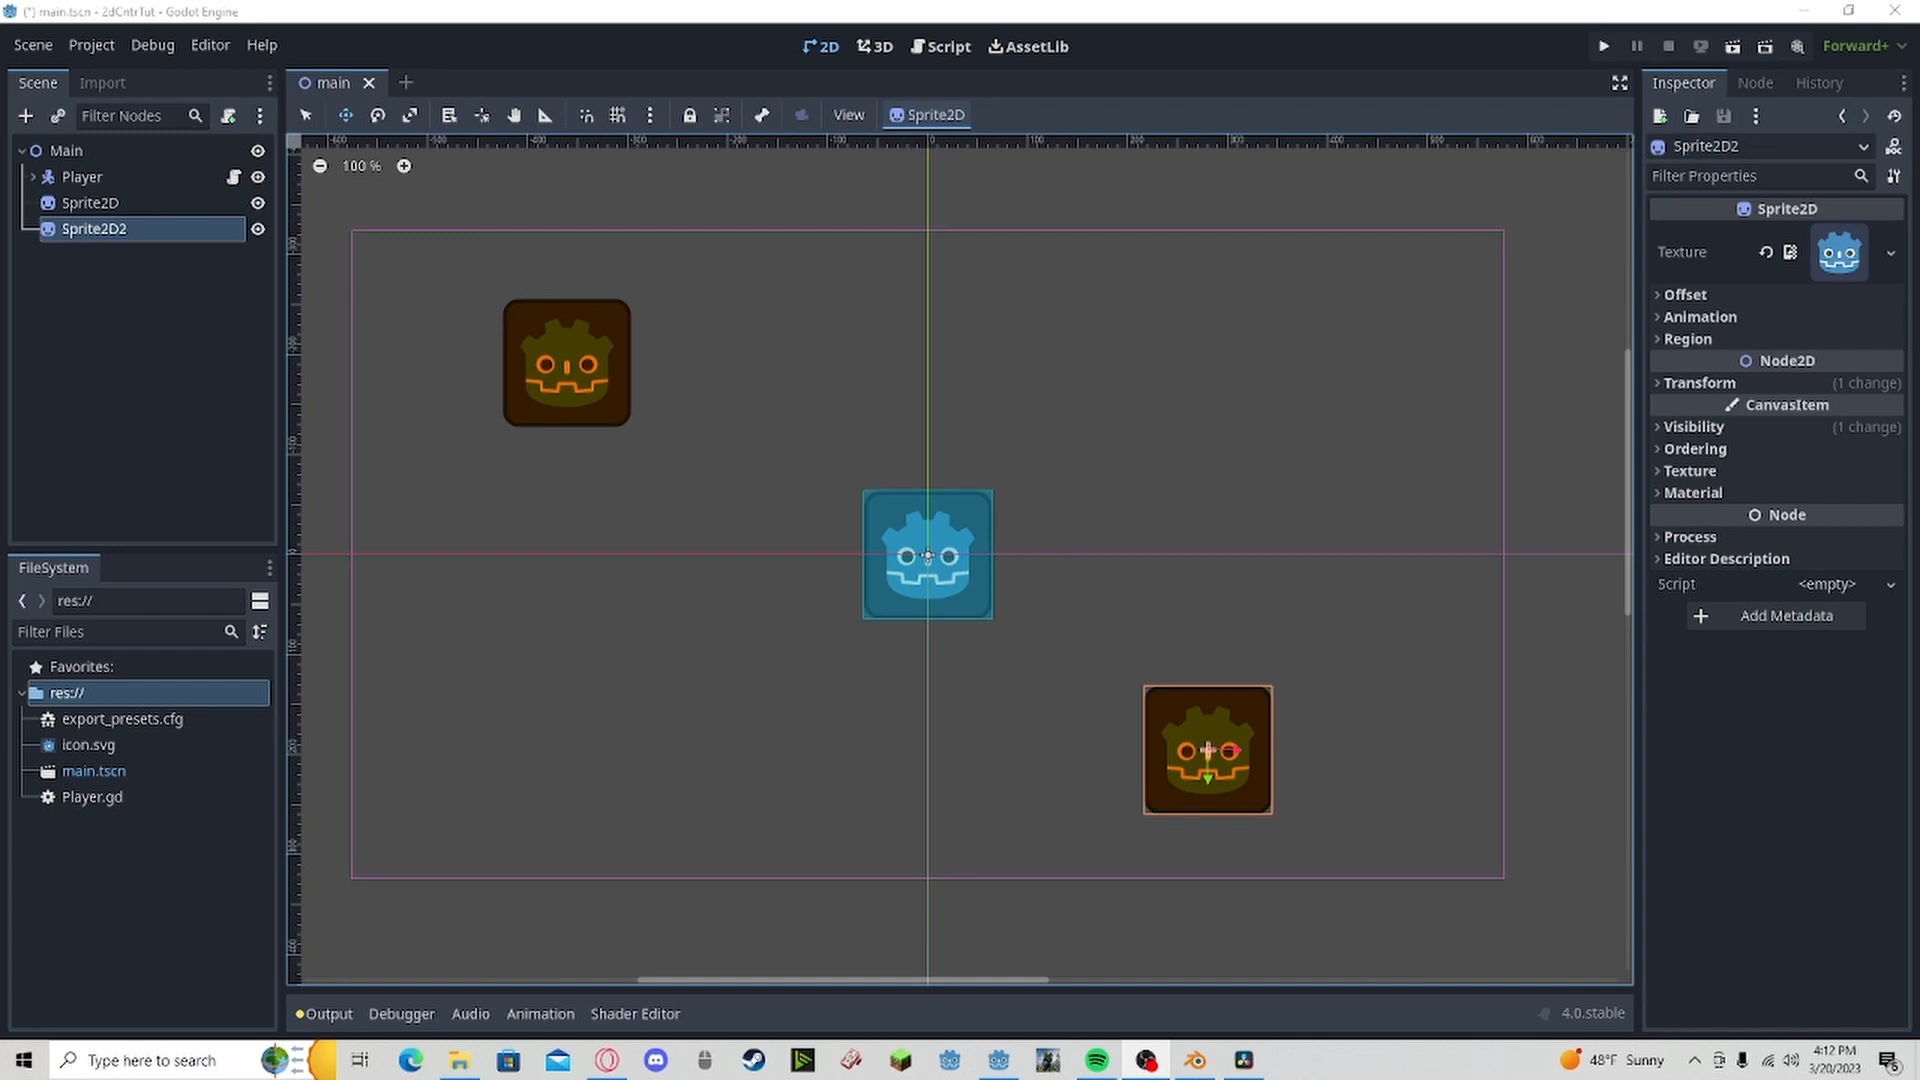 (*) main.tscn - 2dCntrTut - Godot Engine
Scene Project Debug Editor Help
2D 3D Script AssetLib
Forward+
Scene Import
main
Inspector Node History
Filter Nodes
View
Sprite2D
Main
Player
Sprite2D
Sprite2D2
100 %
Sprite2D2
Filter Properties
Sprite2D
Texture
Offset
Animation
Region
Node2D
Transform (1 change)
CanvasItem
Visibility (1 change)
Ordering
Texture
Material
Node
Process
Editor Description
Script <empty>
Add Metadata
FileSystem
res://
Filter Files
Favorites:
res://
export_presets.cfg
icon.svg
main.tscn
Player.gd
Output Debugger Audio Animation Shader Editor
4.0.stable
Type here to search
48°F Sunny
4:12 PM
3/20/2023